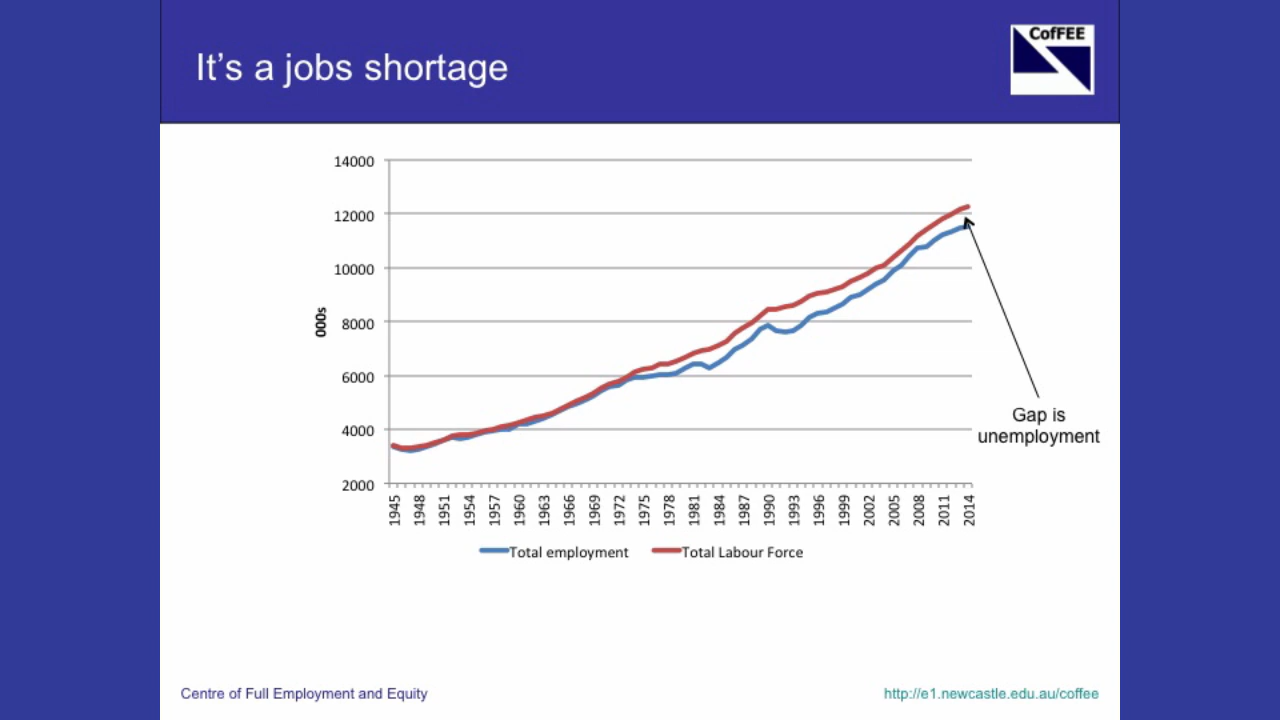 It's a jobs shortage
CofFEE
14000
12000
10000
8000
6000
4000
2000
000s
1945 1948 1951 1954 1957 1960 1963 1966 1969 1972 1975 1978 1981 1984 1987 1990 1993 1996 1999 2002 2005 2008 2011 2014
Gap is
unemployment
Total employment Total Labour Force
Centre of Full Employment and Equity
http://e1.newcastle.edu.au/coffee